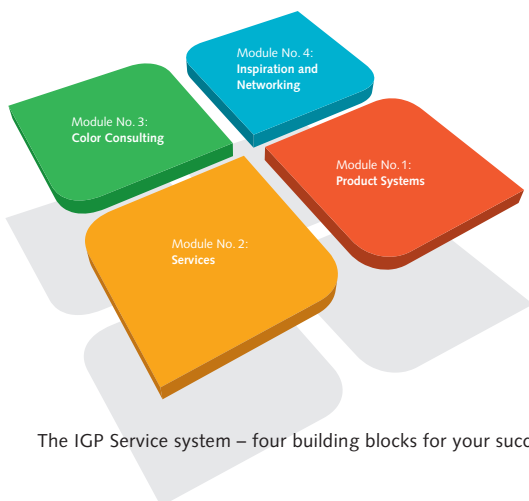 Module No. 4:
Inspiration and
Networking
Module No. 3:
Color Consulting
Module No. 1:
Product Systems
Module No. 2:
Services
The IGP Service system – four building blocks for your succ